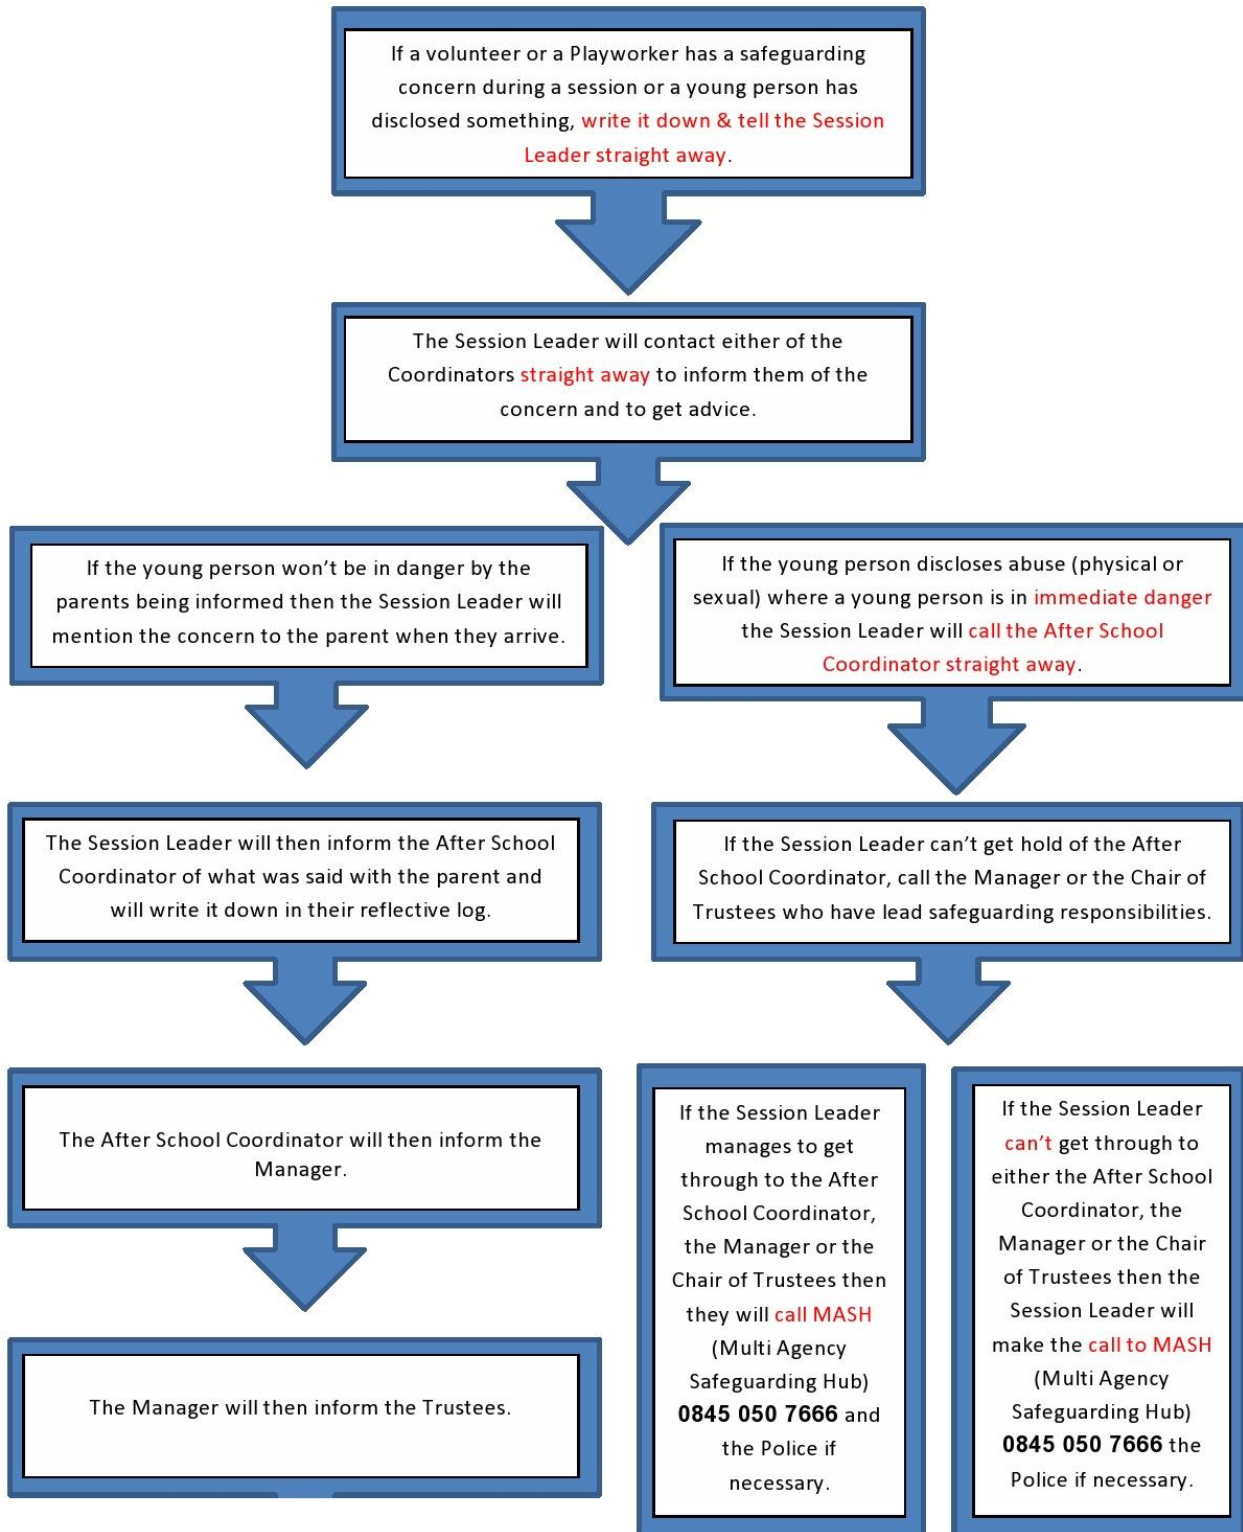 If a volunteer or a Playworker has a safeguarding
concern during a session or a young person has
disclosed something, write it down & tell the Session
Leader straight away.
The Session Leader will contact either of the
Coordinators straight away to inform them of the
concern and to get advice.
If the young person won’t be in danger by the
parents being informed then the Session Leader will
mention the concern to the parent when they arrive.
If the young person discloses abuse (physical or
sexual) where a young person is in immediate danger
the Session Leader will call the After School
Coordinator straight away.
The Session Leader will then inform the After School
Coordinator of what was said with the parent and
will write it down in their reflective log.
If the Session Leader can’t get hold of the After
School Coordinator, call the Manager or the Chair of
Trustees who have lead safeguarding responsibilities.
The After School Coordinator will then inform the
Manager.
The Manager will then inform the Trustees.
If the Session Leader
manages to get
through to the After
School Coordinator,
the Manager or the
Chair of Trustees then
they will call MASH
(Multi Agency
Safeguarding Hub)
0845 050 7666 and
the Police if
necessary.
If the Session Leader
can’t get through to
either the After School
Coordinator, the
Manager or the Chair
of Trustees then the
Session Leader will
make the call to MASH
(Multi Agency
Safeguarding Hub)
0845 050 7666 the
Police if necessary.